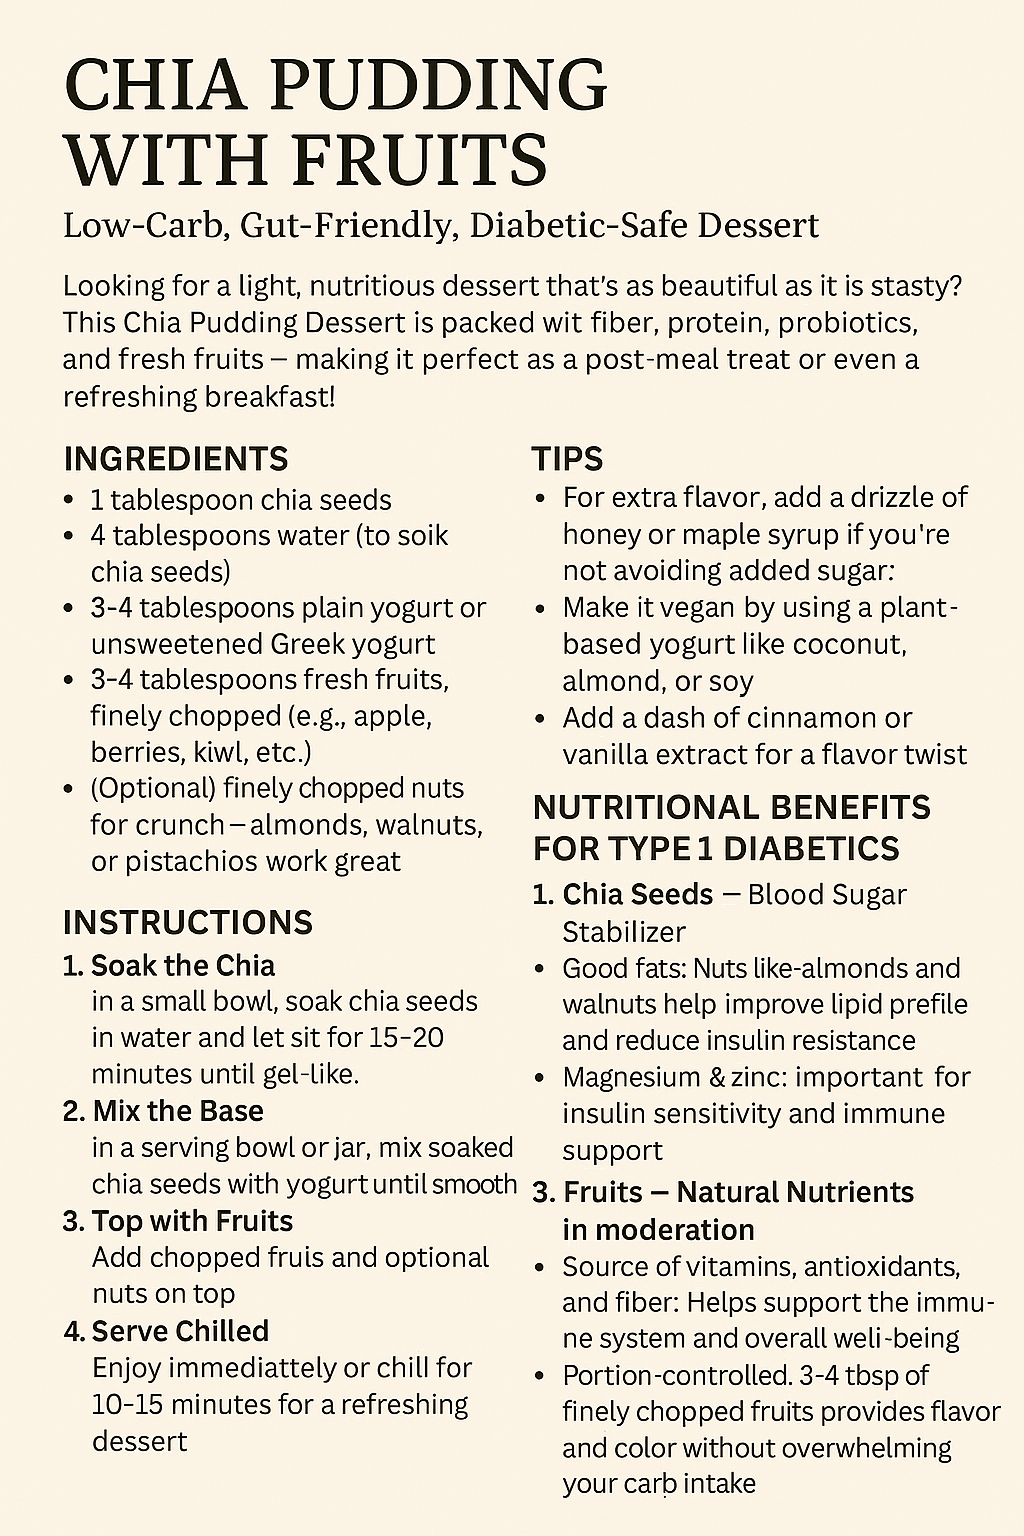 CHIA PUDDING
WITH FRUITS
Low-Carb, Gut-Friendly, Diabetic-Safe Dessert
Looking for a light, nutritious dessert that's as beautiful as it is stasty?
This Chia Pudding Dessert is packed wit fiber, protein, probiotics,
and fresh fruits – making it perfect as a post-meal treat or even a
refreshing breakfast!
INGREDIENTS
• 1 tablespoon chia seeds
• 4 tablespoons water (to soik
chia seeds)
• 3-4 tablespoons plain yogurt or
unsweetened Greek yogurt
• 3-4 tablespoons fresh fruits,
finely chopped (e.g., apple,
berries, kiwl, etc.)
• (Optional) finely chopped nuts
for crunch – almonds, walnuts,
or pistachios work great
INSTRUCTIONS
1. Soak the Chia
in a small bowl, soak chia seeds
in water and let sit for 15-20
minutes until gel-like.
2. Mix the Base
in a serving bowl or jar, mix soaked
chia seeds with yogurt until smooth
3. Top with Fruits
Add chopped fruis and optional
nuts on top
4. Serve Chilled
Enjoy immediattely or chill for
10-15 minutes for a refreshing
dessert
TIPS
• For extra flavor, add a drizzle of
honey or maple syrup if you're
not avoiding added sugar:
• Make it vegan by using a plant-
based yogurt like coconut,
almond, or soy
• Add a dash of cinnamon or
vanilla extract for a flavor twist
NUTRITIONAL BENEFITS
FOR TYPE 1 DIABETICS
1. Chia Seeds – Blood Sugar
Stabilizer
• Good fats: Nuts like-almonds and
walnuts help improve lipid prefile
and reduce insulin resistance
• Magnesium & zinc: important for
insulin sensitivity and immune
support
3. Fruits – Natural Nutrients
in moderation
• Source of vitamins, antioxidants,
and fiber: Helps support the immu-
ne system and overall weli-being
• Portion-controlled. 3-4 tbsp of
finely chopped fruits provides flavor
and color without overwhelming
your carb intake